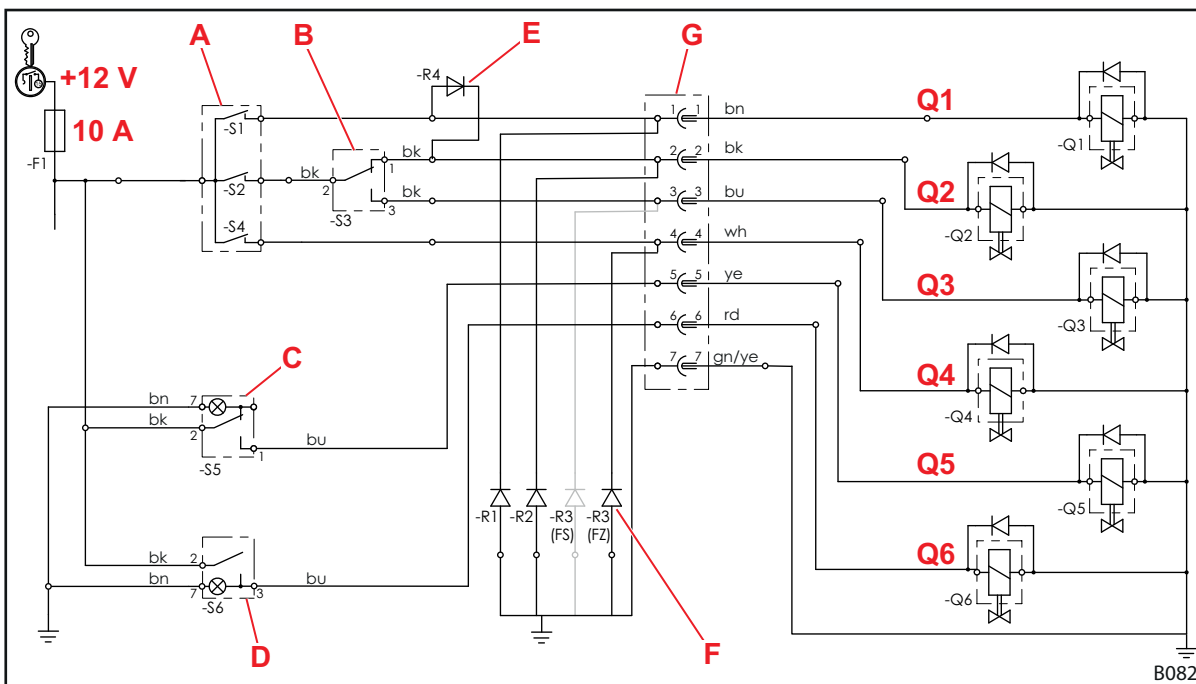 A
B
E
G
+12 V
10 A
-F1
-S1
-S2
-S4
bk
2
bk
1
bk
3
-S3
-R4
1 1
bn
2 2
bk
3 3
bu
4 4
wh
5 5
ye
6 6
rd
7 7
gn/ye
Q1
-Q1
Q2
-Q2
Q3
-Q3
Q4
-Q4
Q5
-Q5
Q6
-Q6
C
bn
7
bk
2
1
bu
-S5
bk
2
bn
7
3
bu
-S6
D
-R1
-R2
-R3
(FS)
-R3
(FZ)
F
B082